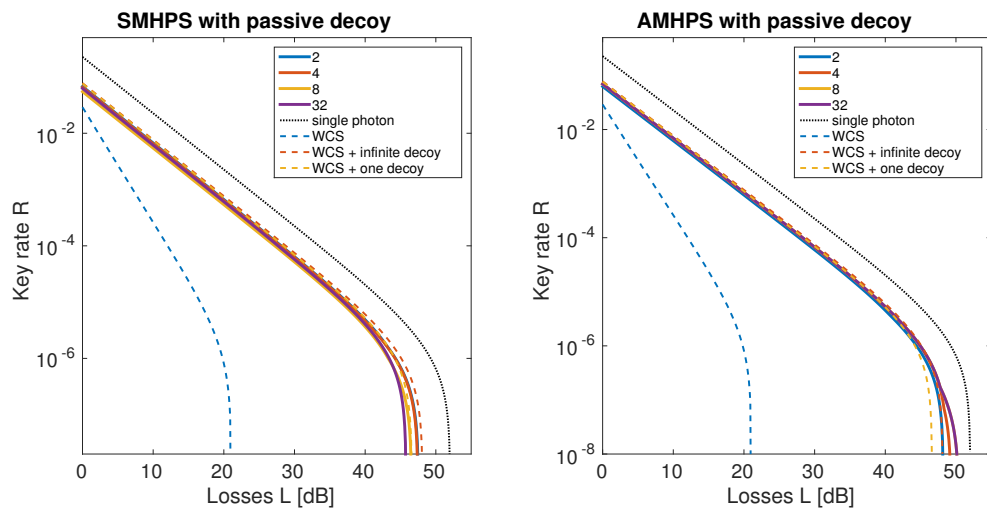 SMHPS with passive decoy
2
4
8
32
single photon
WCS
WCS + infinite decoy
WCS + one decoy
Key rate R
10^-2
10^-4
10^-6
0 10 20 30 40 50
Losses L [dB]
AMHPS with passive decoy
2
4
8
32
single photon
WCS
WCS + infinite decoy
WCS + one decoy
Key rate R
10^-2
10^-4
10^-6
10^-8
0 10 20 30 40 50
Losses L [dB]